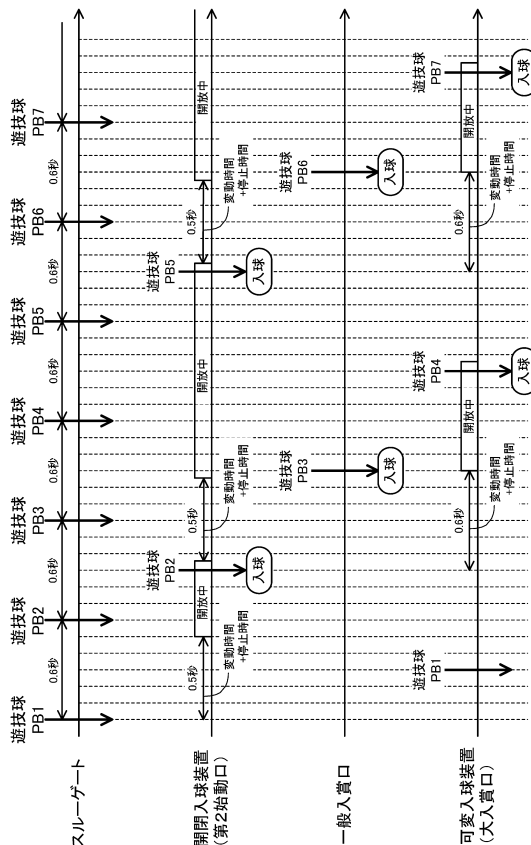 遊技球
PB1
遊技球
PB2
遊技球
PB3
遊技球
PB4
遊技球
PB5
遊技球
PB6
遊技球
PB7
0.6秒
0.6秒
0.6秒
0.6秒
0.6秒
0.6秒
スルーゲート
開閉入球装置
(第2始動口)
0.5秒
変動時間
+停止時間
開放中
遊技球
PB2
入球
0.5秒
変動時間
+停止時間
開放中
遊技球
PB5
入球
0.5秒
変動時間
+停止時間
開放中
一般入賞口
遊技球
PB3
入球
遊技球
PB6
入球
可変入球装置
(大入賞口)
遊技球
PB1
0.6秒
変動時間
+停止時間
開放中
遊技球
PB4
入球
0.6秒
変動時間
+停止時間
開放中
遊技球
PB7
入球